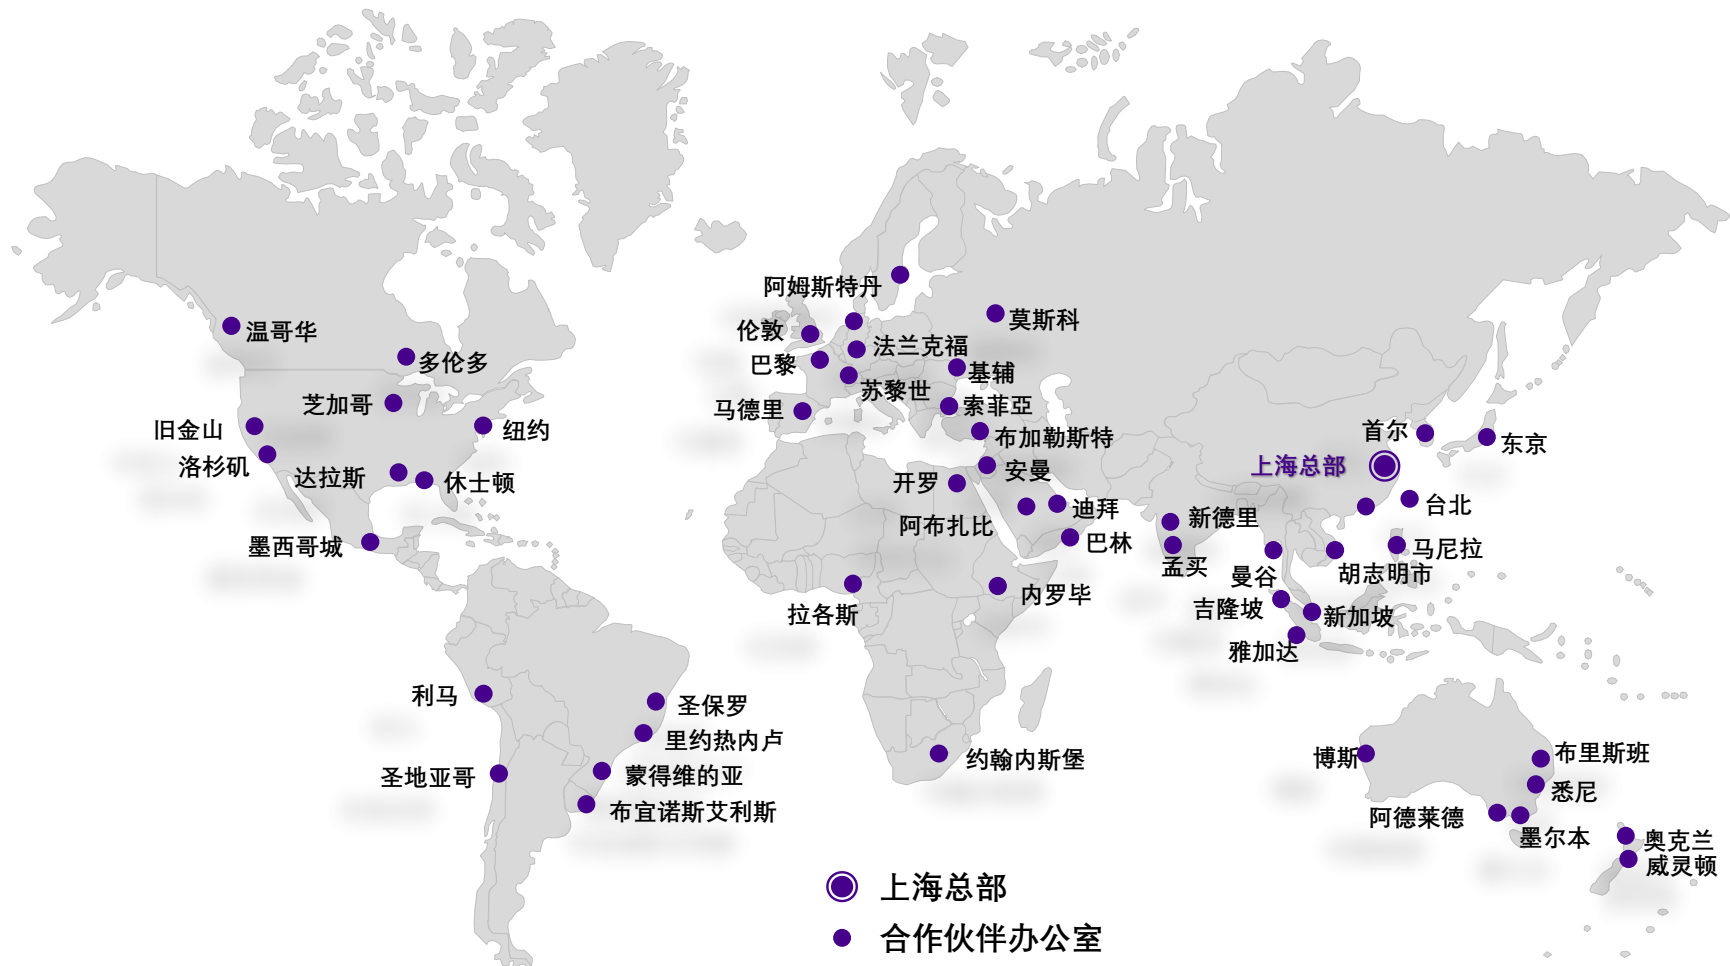 阿姆斯特丹
莫斯科
伦敦
温哥华
法兰克福
多伦多
巴黎
基辅
苏黎世
芝加哥
马德里
索菲亞
旧金山
纽约
布加勒斯特
首尔
东京
洛杉矶
上海总部
达拉斯
休士顿
开罗
安曼
台北
迪拜
新德里
阿布扎比
巴林
墨西哥城
马尼拉
孟买
曼谷
胡志明市
内罗毕
拉各斯
吉隆坡
新加坡
雅加达
利马
圣保罗
里约热内卢
约翰内斯堡
博斯
布里斯班
圣地亚哥
蒙得维的亚
悉尼
布宜诺斯艾利斯
阿德莱德
墨尔本
奥克兰
威灵顿
上海总部
合作伙伴办公室